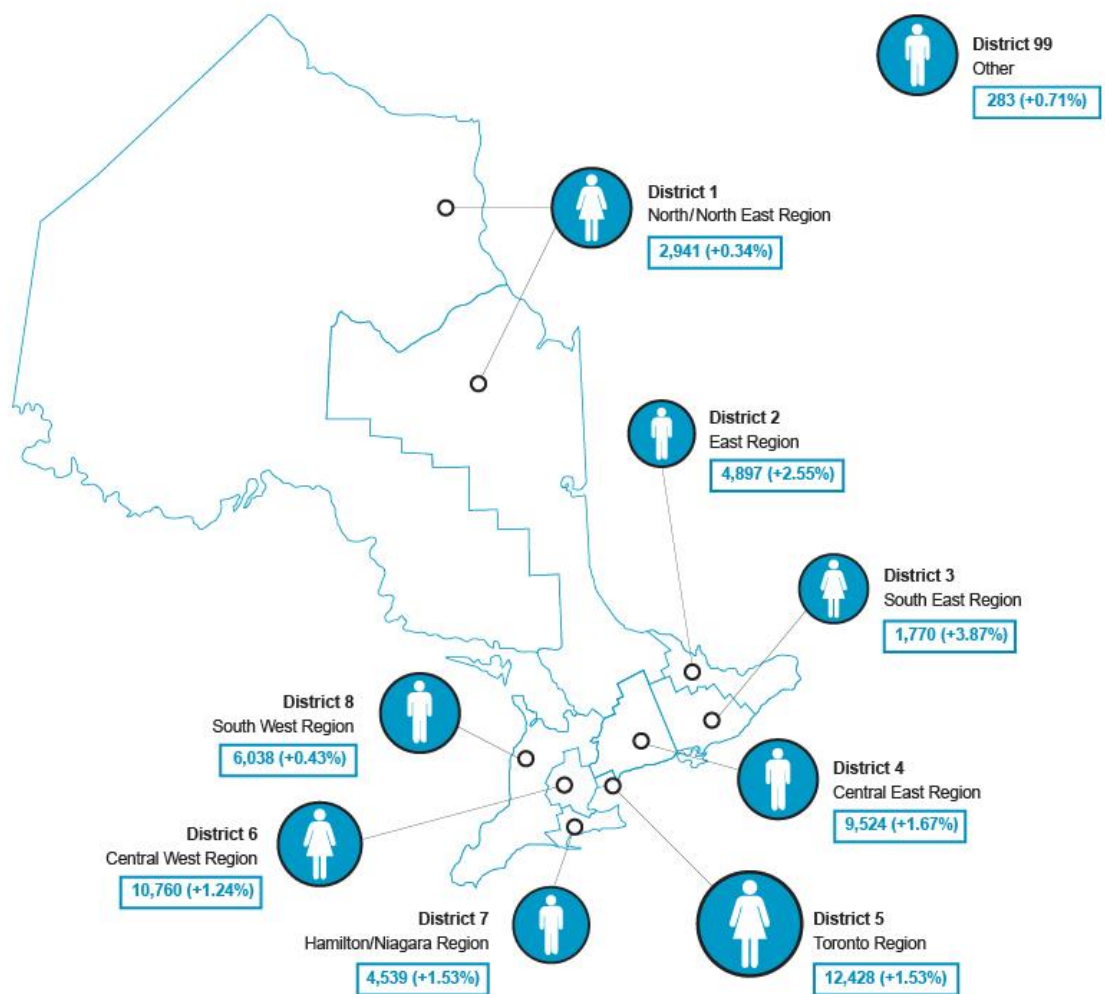 District 99
Other
283 (+0.71%)
District 1
North/North East Region
2,941 (+0.34%)
District 2
East Region
4,897 (+2.55%)
District 3
South East Region
1,770 (+3.87%)
District 8
South West Region
6,038 (+0.43%)
District 4
Central East Region
9,524 (+1.67%)
District 6
Central West Region
10,760 (+1.24%)
District 7
Hamilton/Niagara Region
4,539 (+1.53%)
District 5
Toronto Region
12,428 (+1.53%)